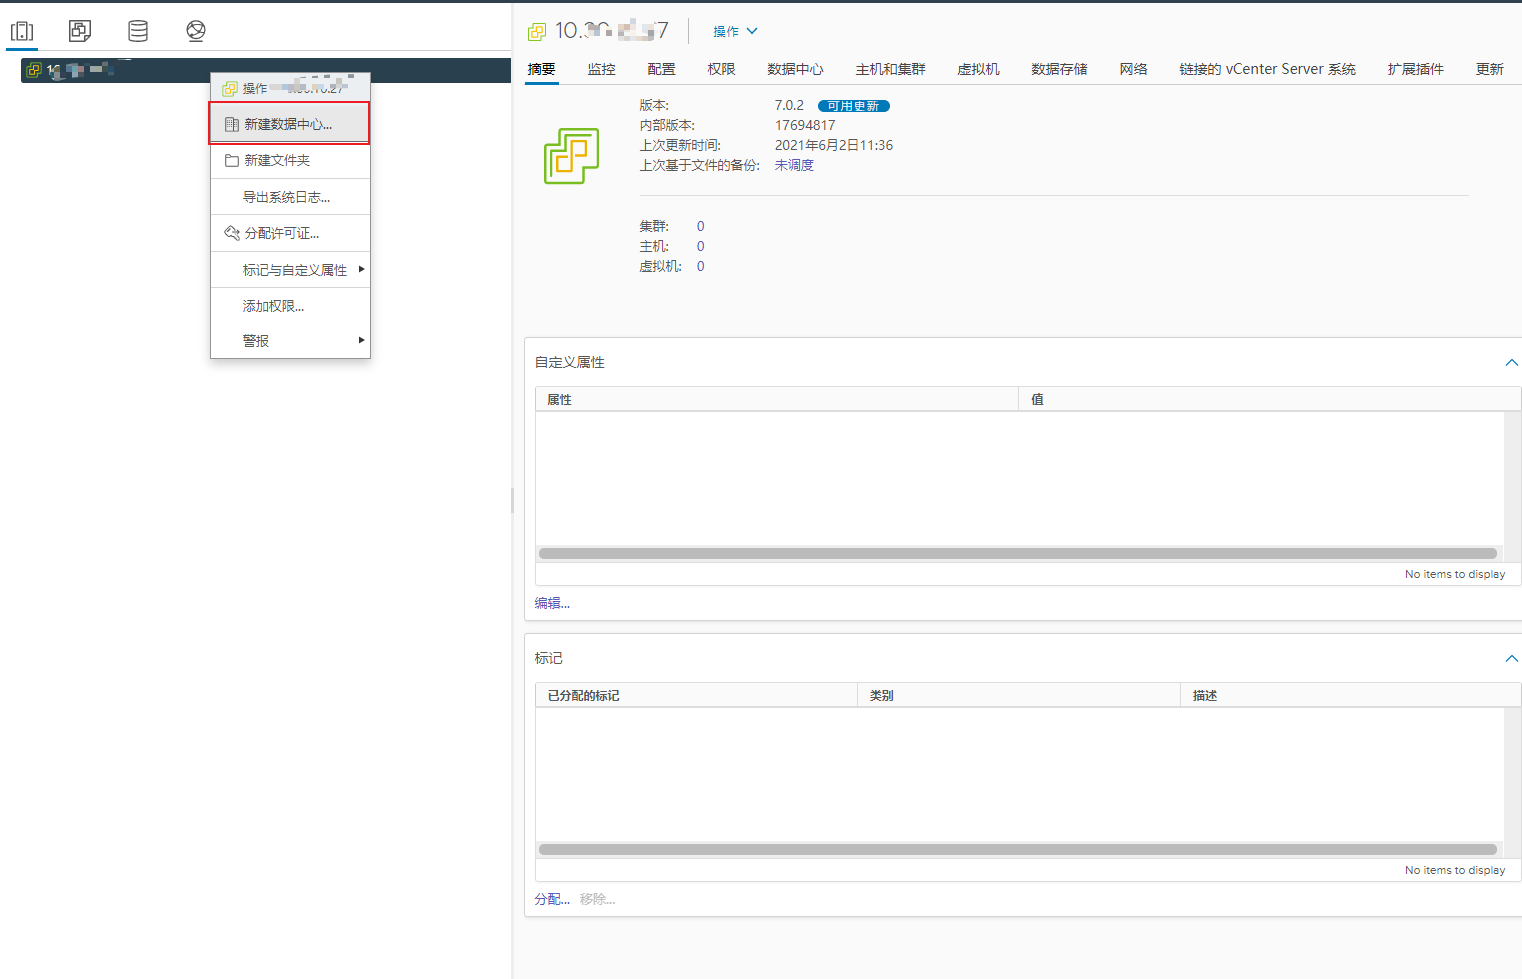 操作
新建数据中心...
新建文件夹
导出系统日志...
分配许可证...
标记与自定义属性
添加权限...
警报
操作
摘要 监控 配置 权限 数据中心 主机和集群 虚拟机 数据存储 网络 链接的 vCenter Server 系统 扩展插件 更新
版本: 7.0.2 可用更新
内部版本: 17694817
上次更新时间: 2021年6月2日11:36
上次基于文件的备份: 未调度
集群: 0
主机: 0
虚拟机: 0
自定义属性
属性 值
No items to display
编辑...
标记
已分配的标记 类别 描述
No items to display
分配... 移除...